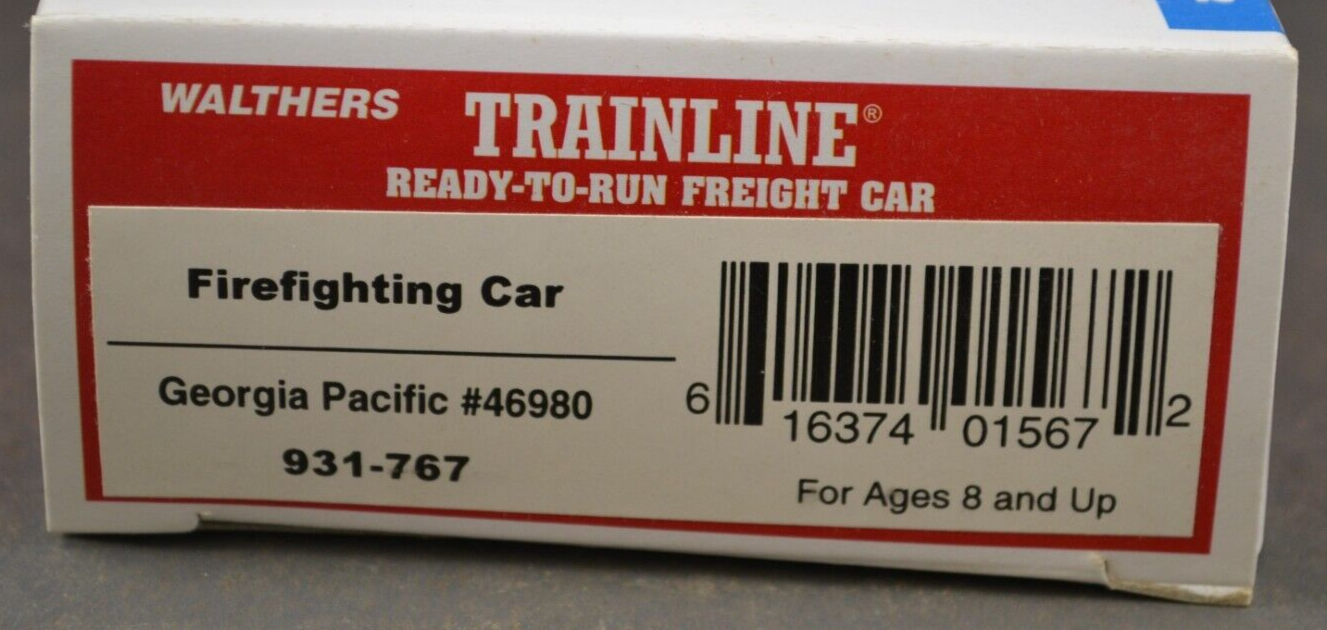 WALTHERS TRAINLINE®
READY-TO-RUN FREIGHT CAR
Firefighting Car
Georgia Pacific #46980
931-767
6 16374 01567 2
For Ages 8 and Up